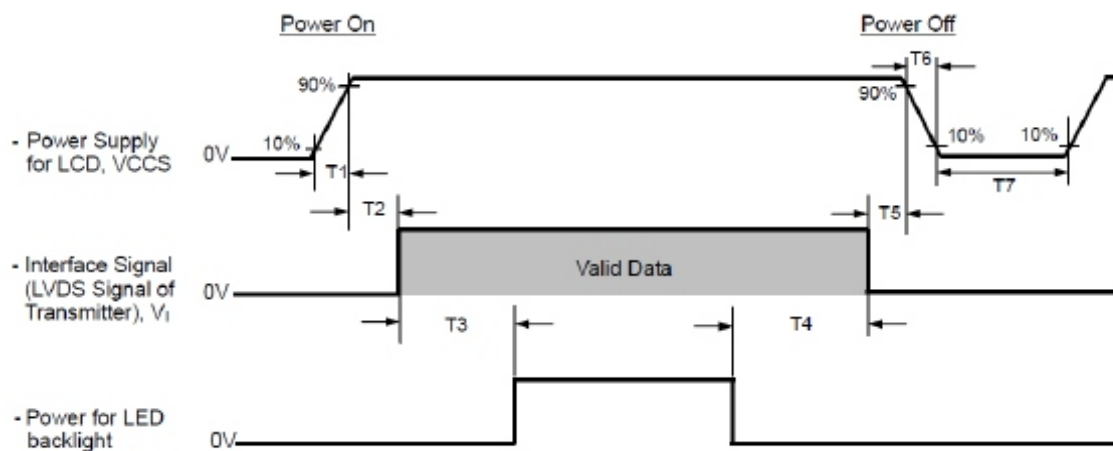 Power On
Power Off
T6
90%
90%
10%
10%
10%
- Power Supply
for LCD, VCCS
0V
T1
T7
T2
T5
- Interface Signal
(LVDS Signal of
Transmitter), VI
0V
Valid Data
T3
T4
- Power for LED
backlight
0V